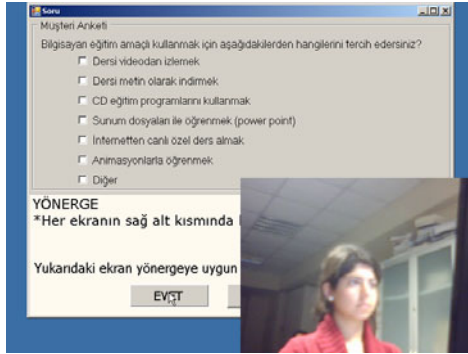 Soru
Müşteri Anketi
Bilgisayarı eğitim amaçlı kullanmak için aşağıdakilerden hangilerini tercih edersiniz?
Dersi videodan izlemek
Dersi metin olarak indirmek
CD eğitim programlarını kullanmak
Sunum dosyaları ile öğrenmek (power point)
İnternetten canlı özel ders almak
Animasyonlarla öğrenmek
Diğer
YÖNERGE
*Her ekranın sağ alt kısmında
Yukarıdaki ekran yönergeye uygun
EVET